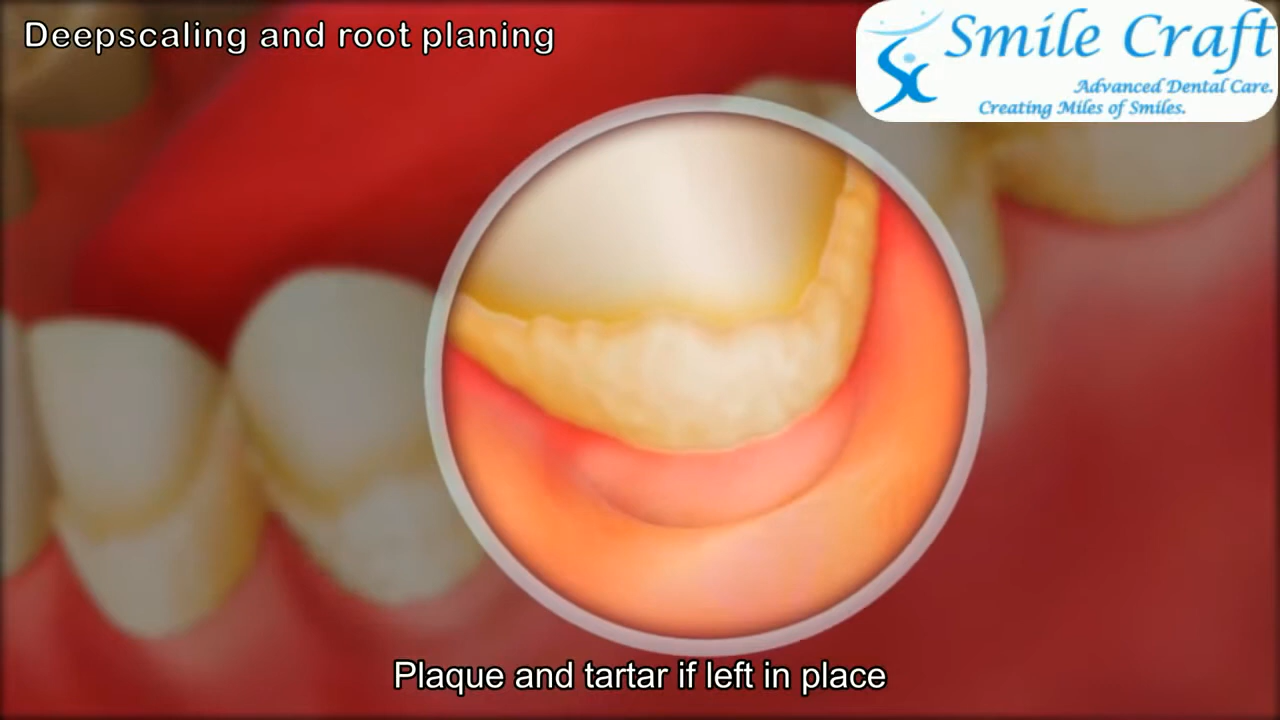 Deepscaling and root planing
Smile Craft
Advanced Dental Care.
Creating Miles of Smiles.
Plaque and tartar if left in place